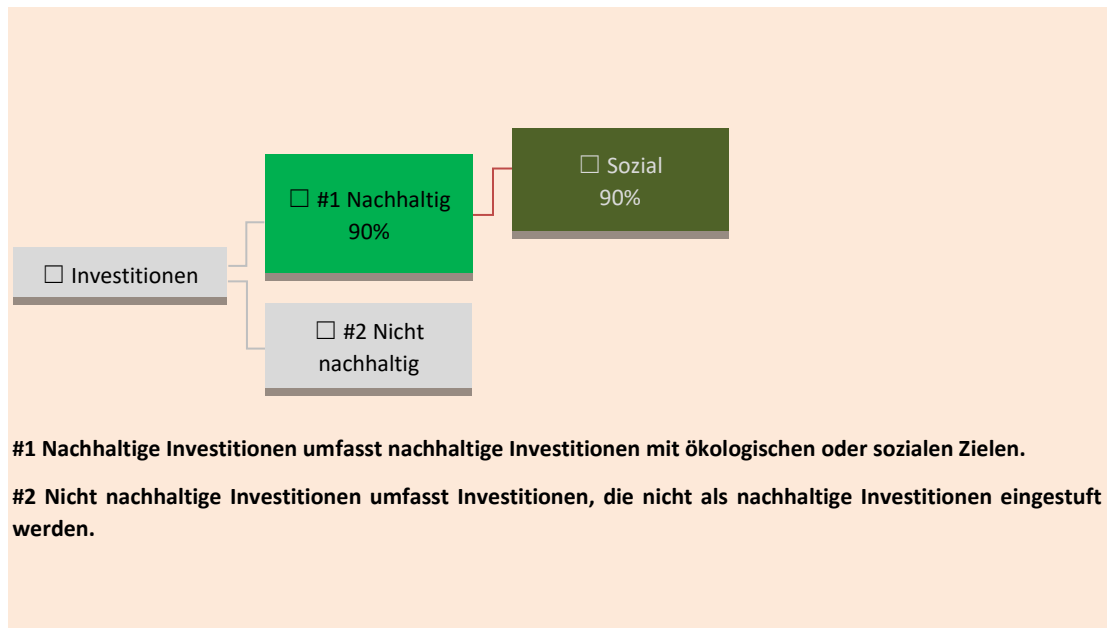 ☐ Sozial
90%
☐ #1 Nachhaltig
90%
☐ Investitionen
☐ #2 Nicht
nachhaltig
#1 Nachhaltige Investitionen umfasst nachhaltige Investitionen mit ökologischen oder sozialen Zielen.
#2 Nicht nachhaltige Investitionen umfasst Investitionen, die nicht als nachhaltige Investitionen eingestuft
werden.